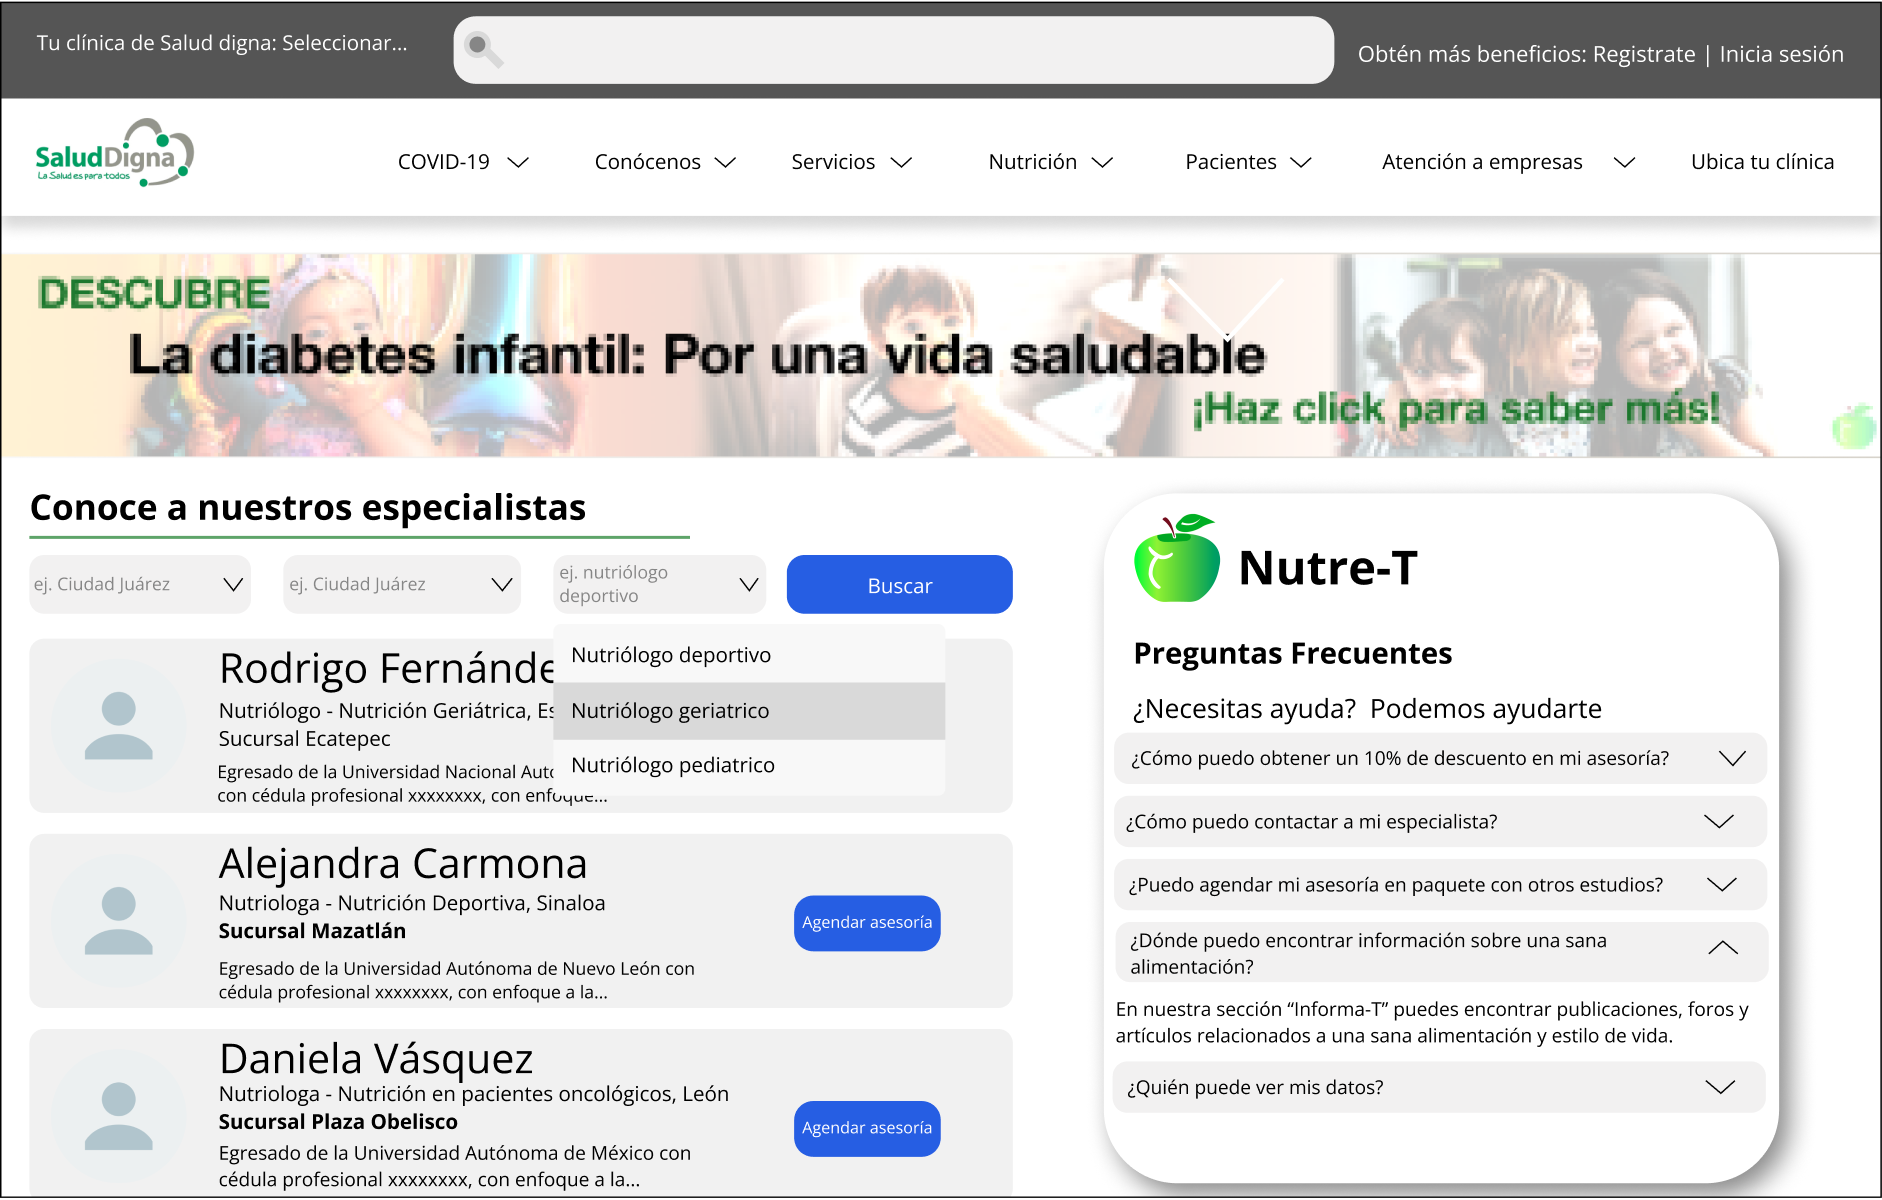 Tu clínica de Salud digna: Seleccionar...
Obtén más beneficios: Registrate | Inicia sesión
SaludDigna
La Salud es para todos
COVID-19
Conócenos
Servicios
Nutrición
Pacientes
Atención a empresas
Ubica tu clínica
DESCUBRE
La diabetes infantil: Por una vida saludable
¡Haz click para saber más!
Conoce a nuestros especialistas
ej. Ciudad Juárez
ej. Ciudad Juárez
ej. nutriólogo
deportivo
Buscar
Nutriólogo deportivo
Nutriólogo geriatrico
Nutriólogo pediatrico
Rodrigo Fernánde
Nutriólogo - Nutrición Geriátrica, Es
Sucursal Ecatepec
Egresado de la Universidad Nacional Autó
con cédula profesional xxxxxxxx, con enfoque...
Alejandra Carmona
Nutriologa - Nutrición Deportiva, Sinaloa
Sucursal Mazatlán
Egresado de la Universidad Autónoma de Nuevo León con
cédula profesional xxxxxxxx, con enfoque a la...
Agendar asesoría
Daniela Vásquez
Nutriologa - Nutrición en pacientes oncológicos, León
Sucursal Plaza Obelisco
Egresado de la Universidad Autónoma de México con
cédula profesional xxxxxxxx, con enfoque a la...
Agendar asesoría
Nutre-T
Preguntas Frecuentes
¿Necesitas ayuda? Podemos ayudarte
¿Cómo puedo obtener un 10% de descuento en mi asesoría?
¿Cómo puedo contactar a mi especialista?
¿Puedo agendar mi asesoría en paquete con otros estudios?
¿Dónde puedo encontrar información sobre una sana
alimentación?
En nuestra sección “Informa-T” puedes encontrar publicaciones, foros y
artículos relacionados a una sana alimentación y estilo de vida.
¿Quién puede ver mis datos?